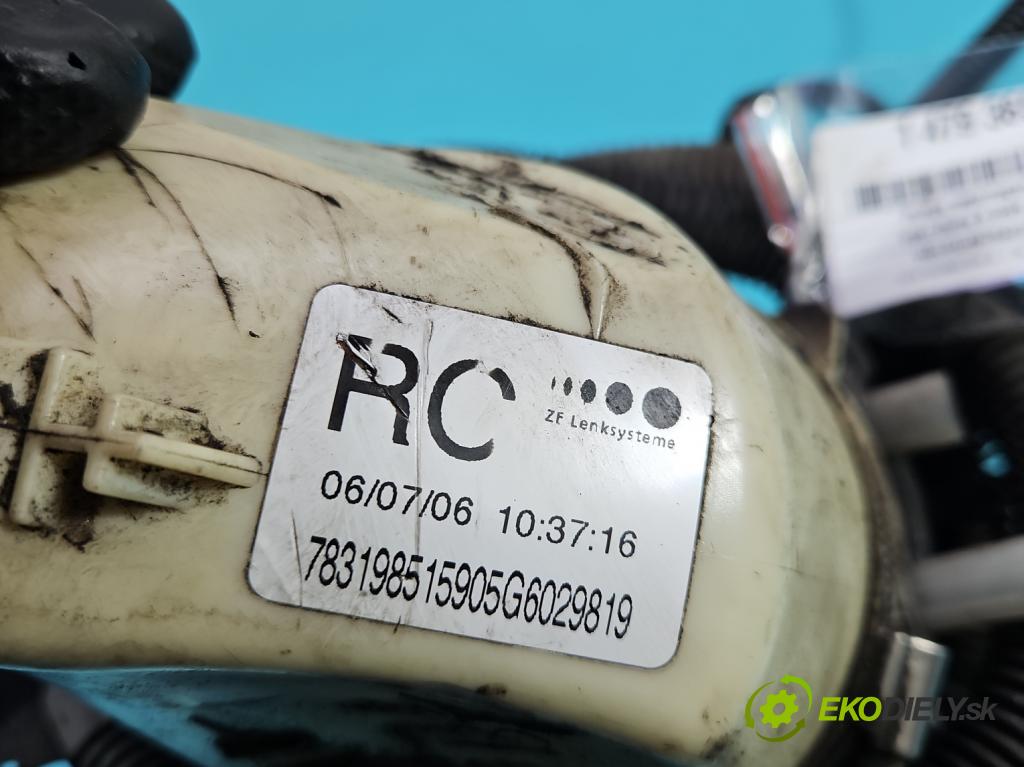 RC
ZF Lenksysteme
06/07/06 10:37:16
783198515905G6029819
EKODIELY.sk